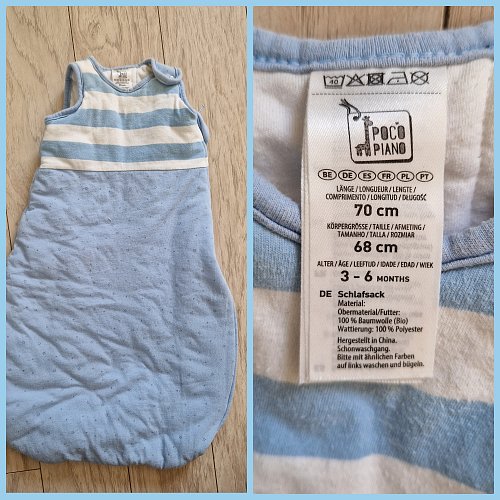 40
POCO
PIANO
BE DE ES FR PL PT
LÄNGE / LONGUEUR / LENGTE /
COMPRIMENTO / LONGITUD / DŁUGOŚĆ
70 cm
KÖRPERGRÖSSE / TAILLE / AFMETING /
TAMANHO / TALLA / ROZMIAR
68 cm
ALTER / ÂGE / LEEFTIJD / IDADE / EDAD / WIEK
3 - 6 MONTHS
DE Schlafsack
Material:
Obermaterial/Futter:
100 % Baumwolle (Bio)
Wattierung: 100 % Polyester
Hergestellt in China.
Schonwaschgang.
Bitte mit ähnlichen Farben
auf links waschen und bügeln.